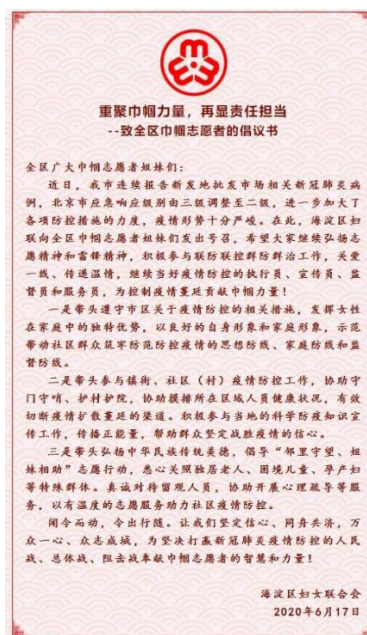 重聚巾帼力量，再显责任担当
--致全区巾帼志愿者的倡议书
全区广大巾帼志愿者姐妹们：
近日，我市连续报告新发地批发市场相关新冠肺炎病
例，北京市应急响应级别由三级调整至二级，进一步加大了
各项防控措施的力度，疫情形势十分严峻。在此，海淀区妇
联向全区巾帼志愿者姐妹们发出号召，希望大家继续弘扬志
愿精神和雷锋精神，积极参与联防联控群防群治工作，关爱
一线、传递温情，继续当好疫情防控的执行员、宣传员、监
督员和服务员，为控制疫情蔓延贡献巾帼力量！
一是带头遵守市区关于疫情防控的相关措施，发挥女性
在家庭中的独特优势，以良好的自身形象和家庭形象，示范
带动社区群众筑牢防范防控疫情的思想防线、家庭防线和监
督防线。
二是带头参与镇街、社区（村）疫情防控工作，协助守
门守哨、护村护院，协助摸排所在区域人员健康状况，有效
切断疫情扩散蔓延的渠道。积极参与当地的科学防疫知识宣
传工作，传播正能量，帮助群众坚定战胜疫情的信心。
三是带头弘扬中华民族传统美德，倡导“邻里守望、姐
妹相助”志愿行动，悉心关照独居老人、困境儿童、孕产妇
等特殊群体。真诚对待留观人员，协助开展心理疏导等服
务，以有温度的志愿服务助力社区疫情防控。
闻令而动，令出行随。让我们坚定信心、同舟共济，万
众一心、众志成城，为坚决打赢新冠肺炎疫情防控的人民
战、总体战、阻击战奉献巾帼志愿者的智慧和力量！
海淀区妇女联合会
2020年6月17日